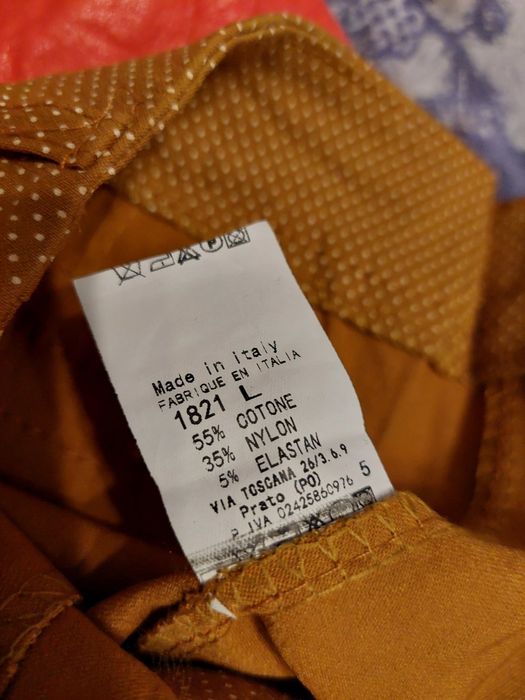 Made in italy
FABRIQUE EN ITALIA
1821 L
55% COTONE
35% NYLON
5% ELASTAN
VIA TOSCANA 26/3.6.9
Prato (PO)
P.IVA 02425860976 5